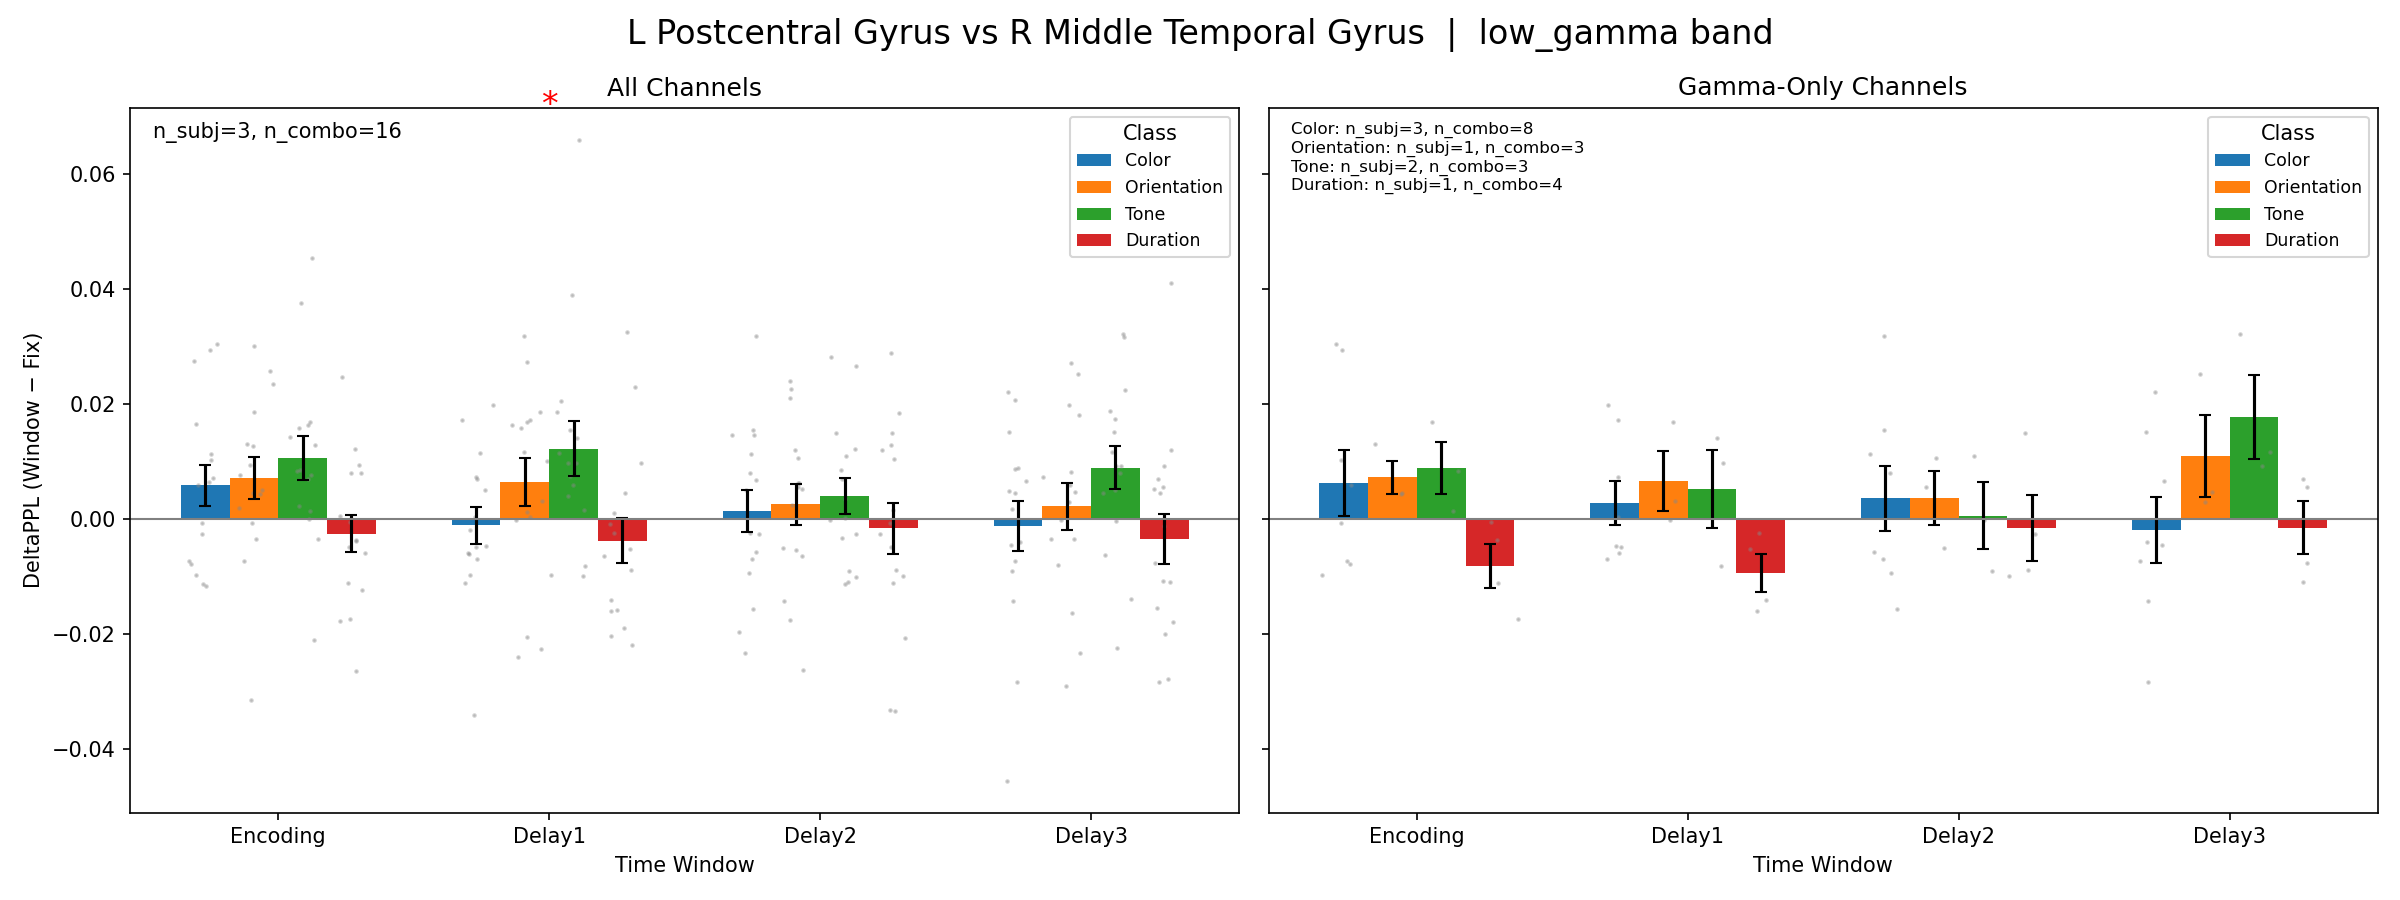 L Postcentral Gyrus vs R Middle Temporal Gyrus | low_gamma band
All Channels
*
n_subj=3, n_combo=16
Class
Color
Orientation
Tone
Duration
DeltaPPL (Window − Fix)
0.06
0.04
0.02
0.00
−0.02
−0.04
Encoding
Delay1
Delay2
Delay3
Time Window
Gamma-Only Channels
Color: n_subj=3, n_combo=8
Orientation: n_subj=1, n_combo=3
Tone: n_subj=2, n_combo=3
Duration: n_subj=1, n_combo=4
Class
Color
Orientation
Tone
Duration
Encoding
Delay1
Delay2
Delay3
Time Window